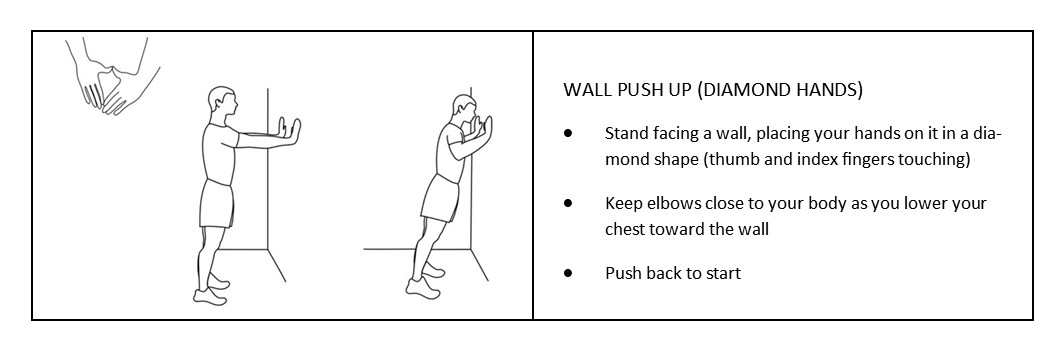 WALL PUSH UP (DIAMOND HANDS)
● Stand facing a wall, placing your hands on it in a dia-
mond shape (thumb and index fingers touching)
● Keep elbows close to your body as you lower your
chest toward the wall
● Push back to start